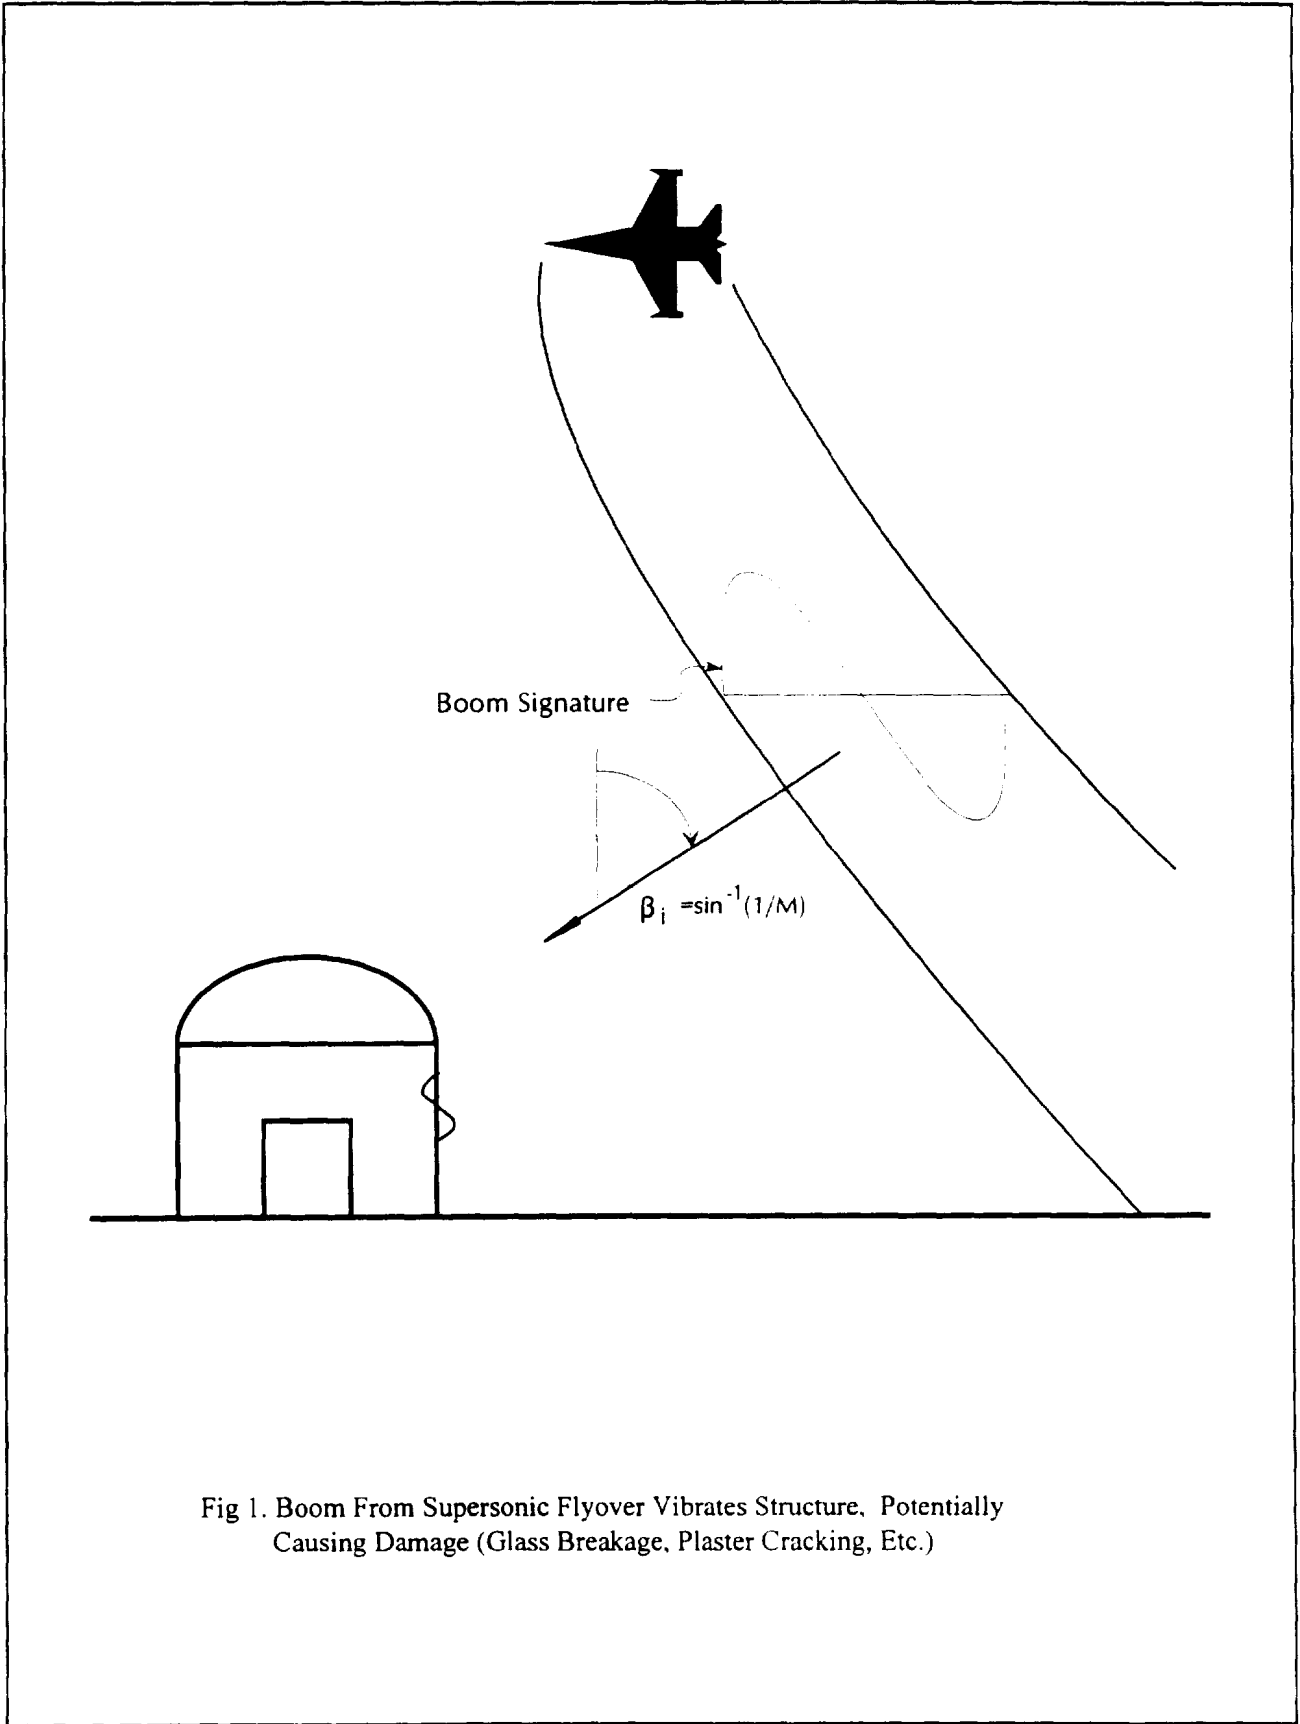 Boom Signature
βi =sin⁻¹(1/M)
Fig 1. Boom From Supersonic Flyover Vibrates Structure, Potentially
Causing Damage (Glass Breakage, Plaster Cracking, Etc.)